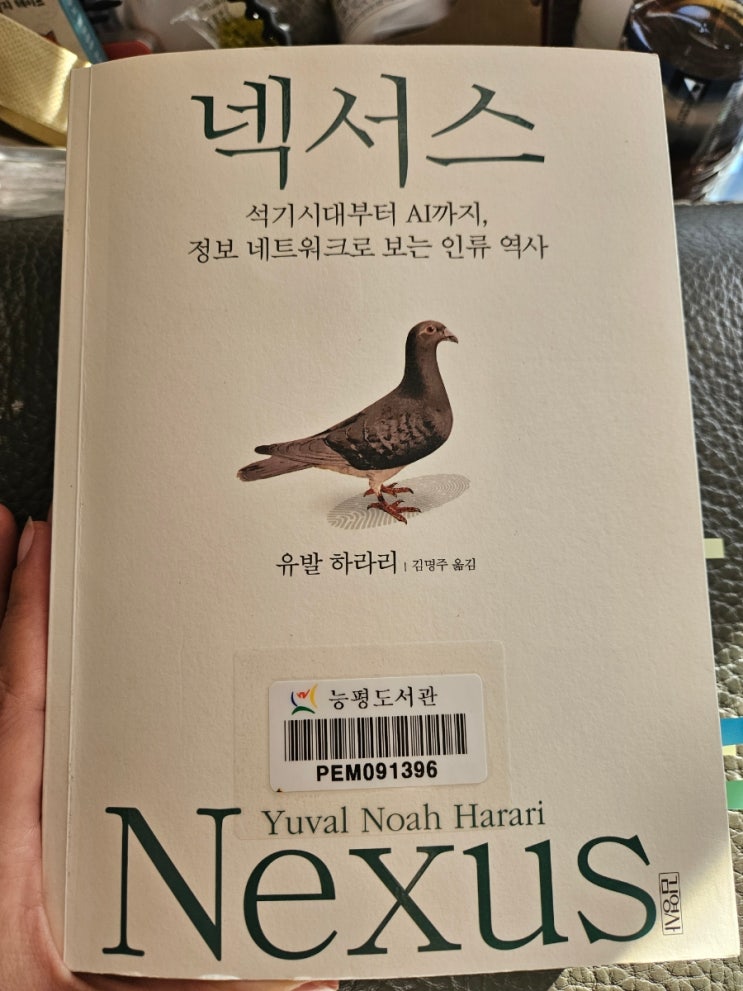 넥서스
석기시대부터 AI까지,
정보 네트워크로 보는 인류 역사
유발 하라리 | 김명주 옮김
능평도서관
PEM091396
Yuval Noah Harari
Nexus
김영사